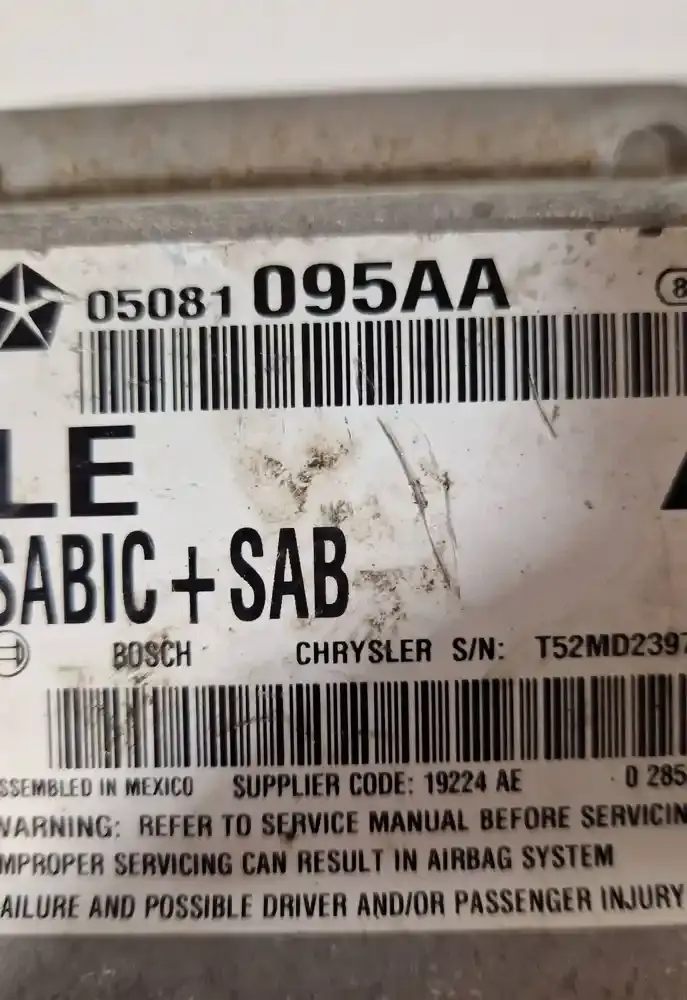 05081 095AA 8
LE
SABIC + SAB
BOSCH CHRYSLER S/N: T52MD2397
SSEMBLED IN MEXICO SUPPLIER CODE: 19224 AE 0 285
WARNING: REFER TO SERVICE MANUAL BEFORE SERVICIN
MPROPER SERVICING CAN RESULT IN AIRBAG SYSTEM
AILURE AND POSSIBLE DRIVER AND/OR PASSENGER INJURY